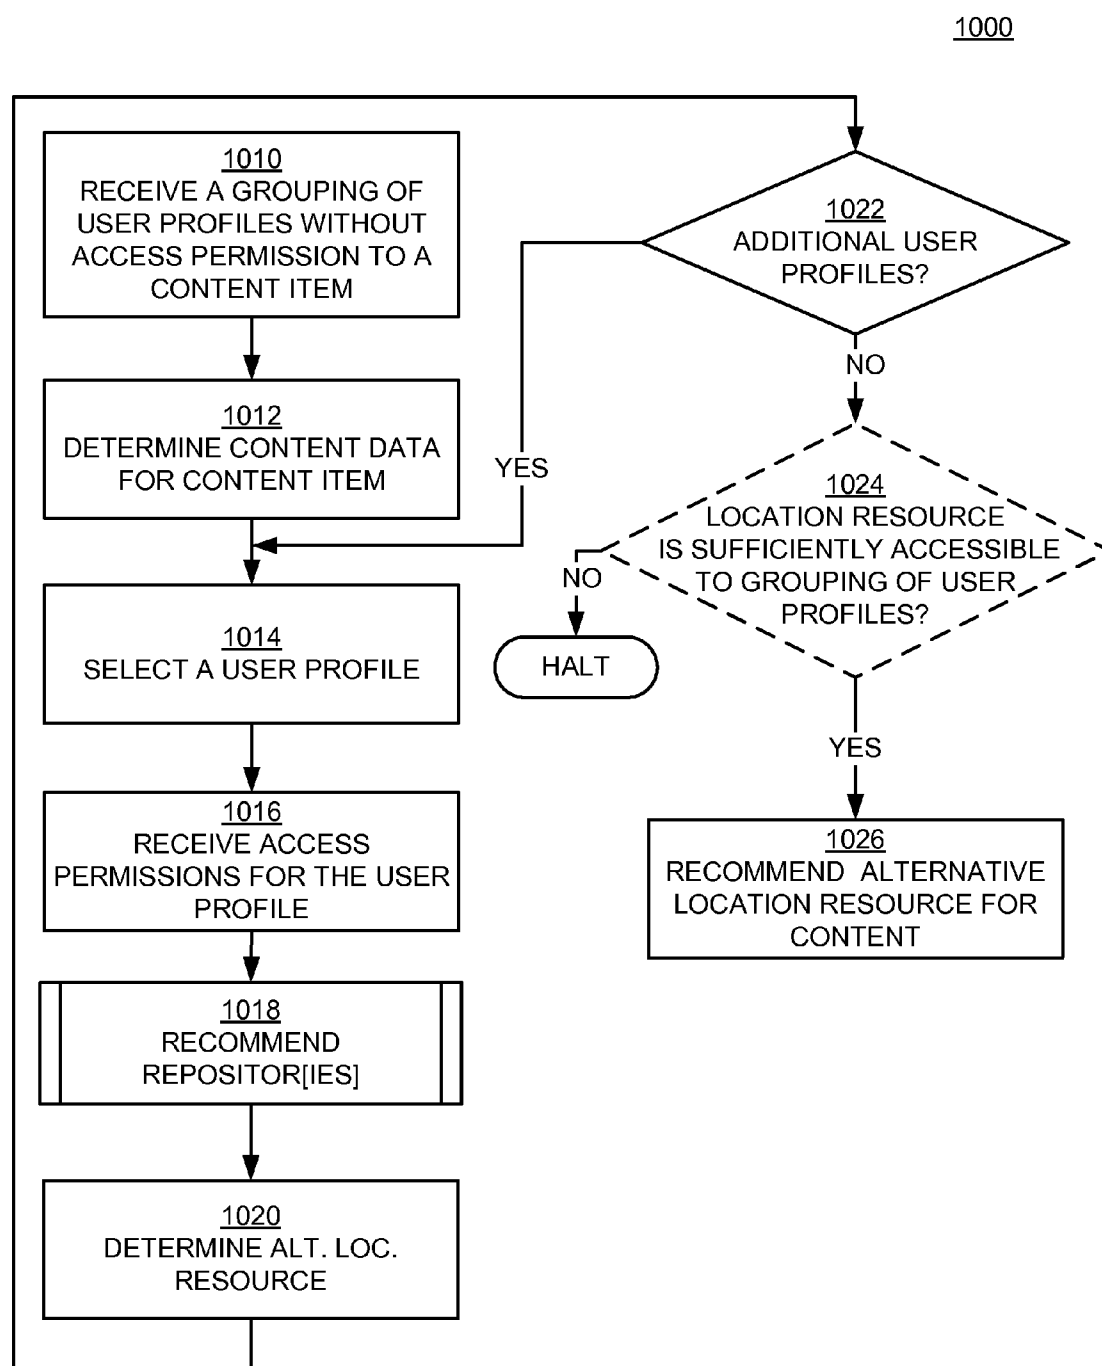 1000
1010
RECEIVE A GROUPING OF
USER PROFILES WITHOUT
ACCESS PERMISSION TO A
CONTENT ITEM
1012
DETERMINE CONTENT DATA
FOR CONTENT ITEM
1014
SELECT A USER PROFILE
1016
RECEIVE ACCESS
PERMISSIONS FOR THE USER
PROFILE
1018
RECOMMEND
REPOSITOR[IES]
1020
DETERMINE ALT. LOC.
RESOURCE
1022
ADDITIONAL USER
PROFILES?
YES
NO
1024
LOCATION RESOURCE
IS SUFFICIENTLY ACCESSIBLE
TO GROUPING OF USER
PROFILES?
NO
HALT
YES
1026
RECOMMEND ALTERNATIVE
LOCATION RESOURCE FOR
CONTENT